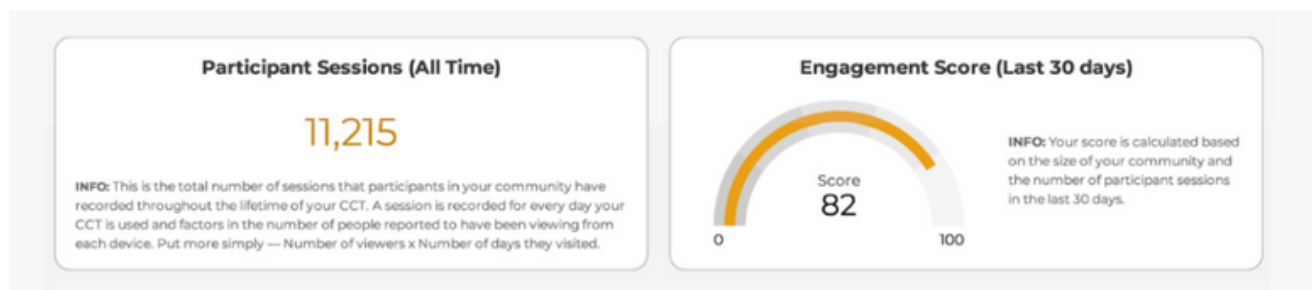 Participant Sessions (All Time)
11,215
INFO: This is the total number of sessions that participants in your community have
recorded throughout the lifetime of your CCT. A session is recorded for every day your
CCT is used and factors in the number of people reported to have been viewing from
each device. Put more simply — Number of viewers x Number of days they visited.
Engagement Score (Last 30 days)
Score
82
0
100
INFO: Your score is calculated based
on the size of your community and
the number of participant sessions
in the last 30 days.